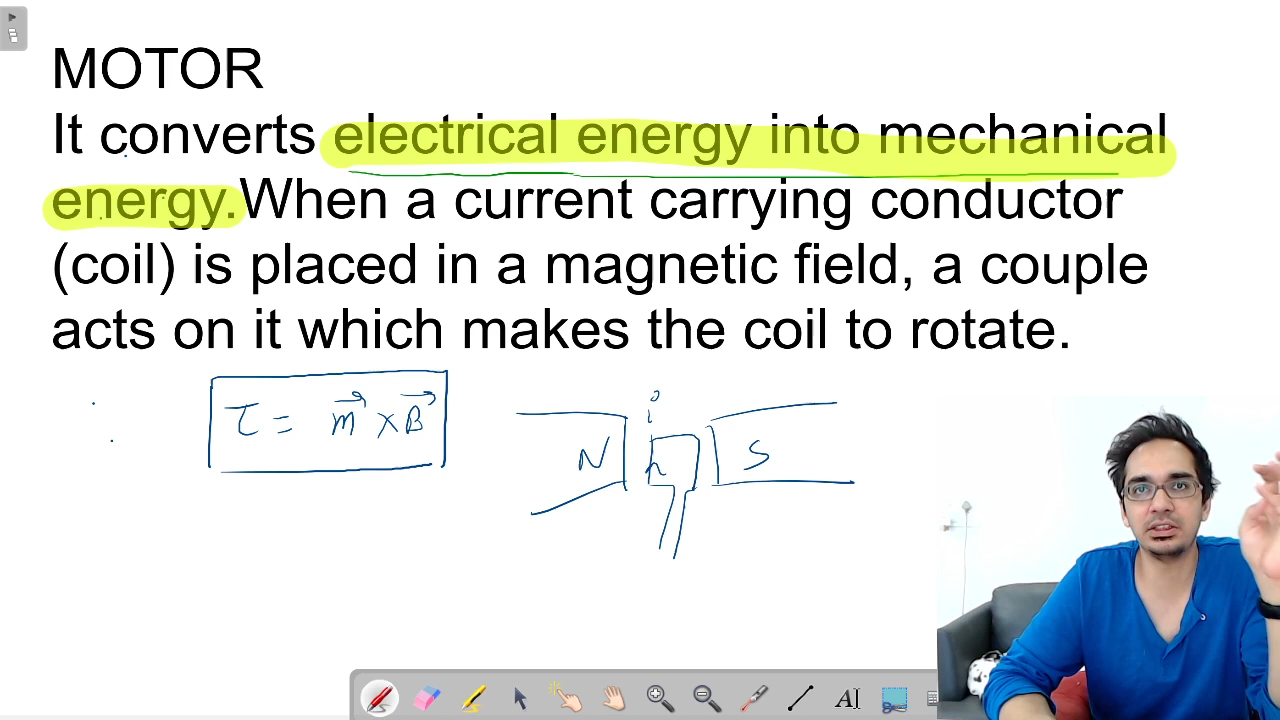 MOTOR
It converts electrical energy into mechanical
energy.When a current carrying conductor
(coil) is placed in a magnetic field, a couple
acts on it which makes the coil to rotate.
τ = m⃗ × B⃗
i
N S
AI